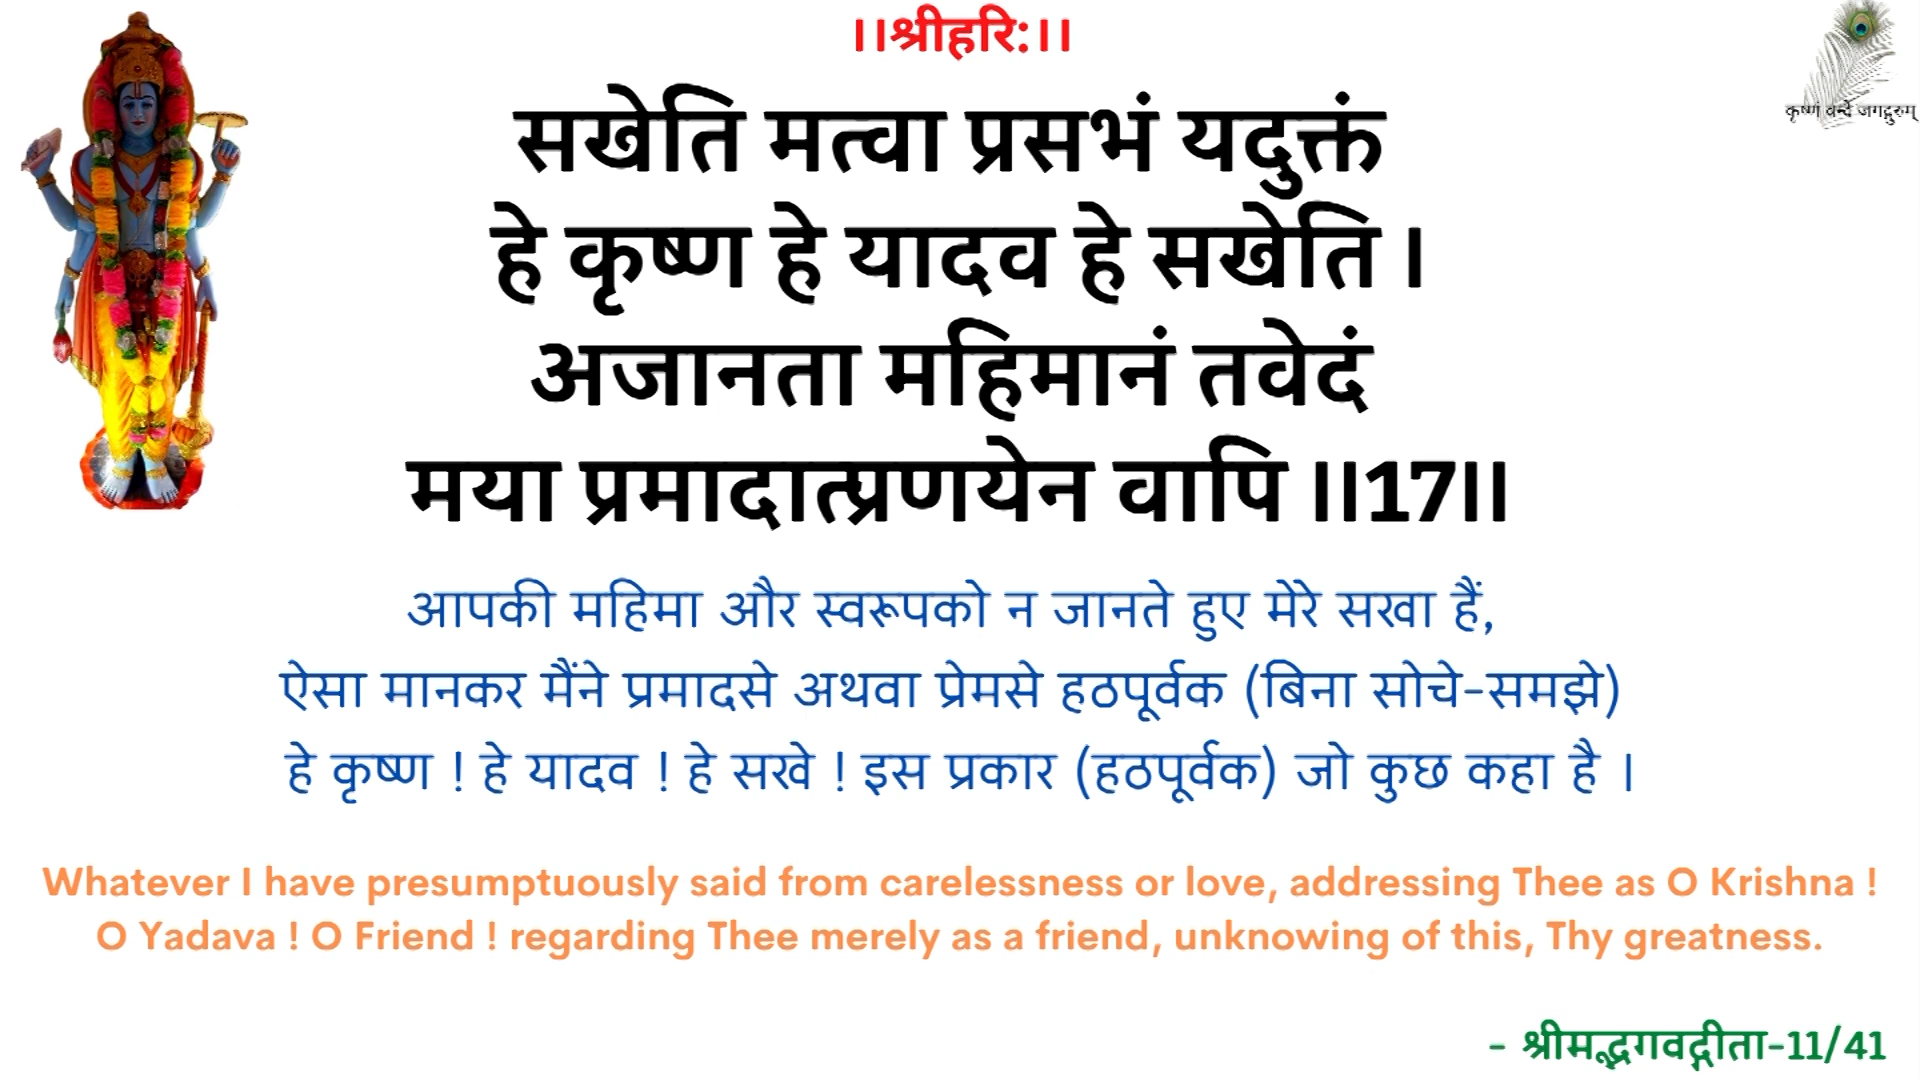 ।।श्रीहरि:।।
कृष्णं वन्दे जगद्गुरुम्
सखेति मत्वा प्रसभं यदुक्तं
हे कृष्ण हे यादव हे सखेति ।
अजानता महिमानं तवेदं
मया प्रमादात्प्रणयेन वापि ।।17।।
आपकी महिमा और स्वरूपको न जानते हुए मेरे सखा हैं,
ऐसा मानकर मैंने प्रमादसे अथवा प्रेमसे हठपूर्वक (बिना सोचे-समझे)
हे कृष्ण ! हे यादव ! हे सखे ! इस प्रकार (हठपूर्वक) जो कुछ कहा है ।
Whatever I have presumptuously said from carelessness or love, addressing Thee as O Krishna !
O Yadava ! O Friend ! regarding Thee merely as a friend, unknowing of this, Thy greatness.
- श्रीमद्भगवद्गीता-11/41